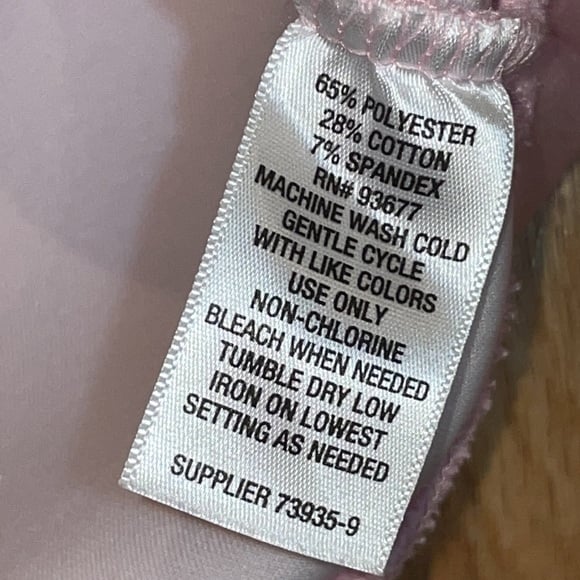 65% POLYESTER
28% COTTON
7% SPANDEX
RN# 93677
MACHINE WASH COLD
GENTLE CYCLE
WITH LIKE COLORS
USE ONLY
NON-CHLORINE
BLEACH WHEN NEEDED
TUMBLE DRY LOW
IRON ON LOWEST
SETTING AS NEEDED
SUPPLIER 73935-9